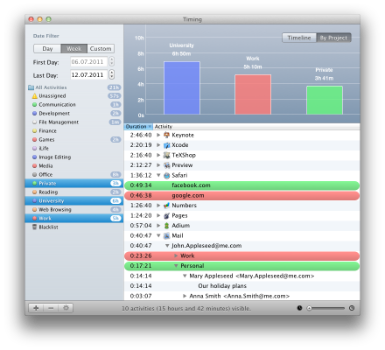 Timing
Date Filter
Day Work Custom
First Day: 06.07.2011
Last Day: 12.07.2011
All Activities
Unassigned
Communication
Development
File Management
Finance
Games
iLife
Image Editing
Media
Office
Private
Reading
University
Web Browsing
Work
Blacklist
Timeline By Project
10h
8h
6h
4h
2h
0h
University
Work
5h 10m
Private
3h 41m
Duration Activity
2:46:40 Keynote
2:20:19 Xcode
2:16:40 TeXShop
2:12:27 Preview
1:36:12 Safari
0:49:34 facebook.com
0:46:38 google.com
1:26:40 Numbers
1:24:20 Pages
0:57:04 Adium
0:40:47 Mail
0:40:47 John.Appleseed@me.com
0:23:26 Work
0:17:21 Personal
0:14:14 Mary Appleseed <Mary.Appleseed@me.com>
0:14:14 Our holiday plans
0:03:07 Anna Smith <Anna.Smith@me.com>
30 activities (15 hours and 42 minutes) visible.